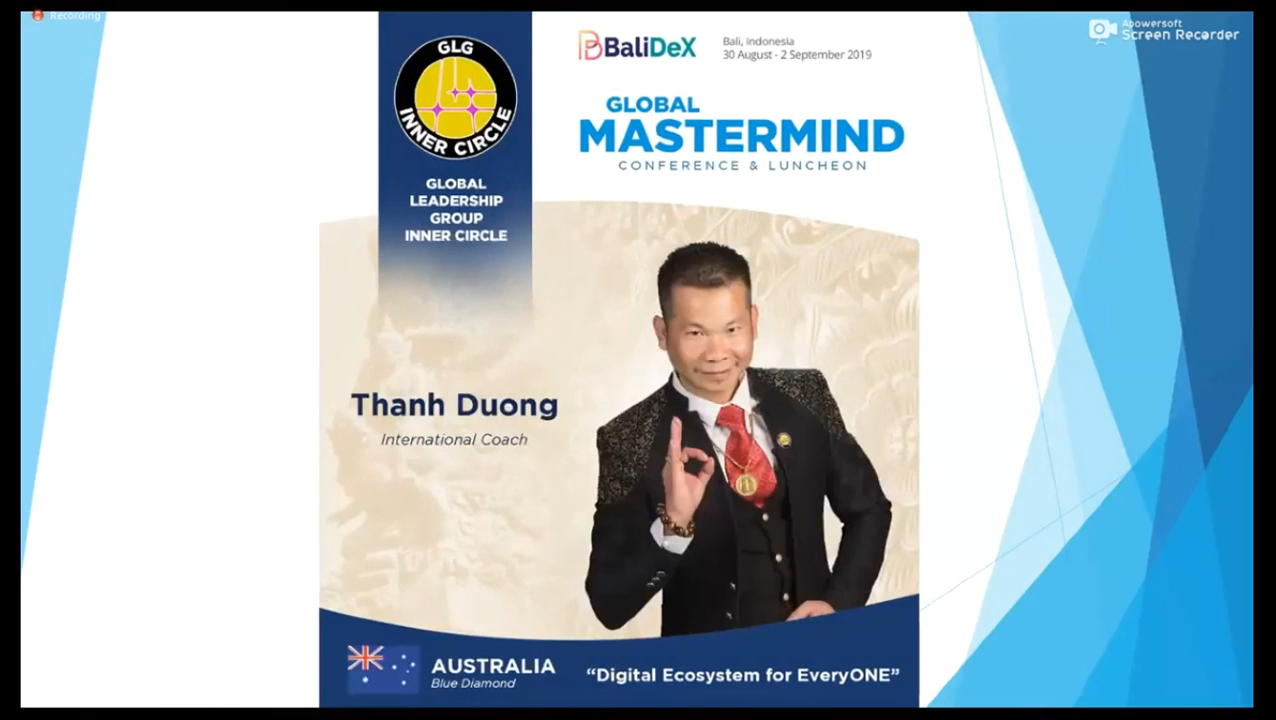 Recording
Apowersoft
Screen Recorder
GLG
INNER CIRCLE
GLOBAL
LEADERSHIP
GROUP
INNER CIRCLE
BaliDeX
Bali, Indonesia
30 August - 2 September 2019
GLOBAL
MASTERMIND
CONFERENCE & LUNCHEON
Thanh Duong
International Coach
AUSTRALIA
Blue Diamond
“Digital Ecosystem for EveryONE”